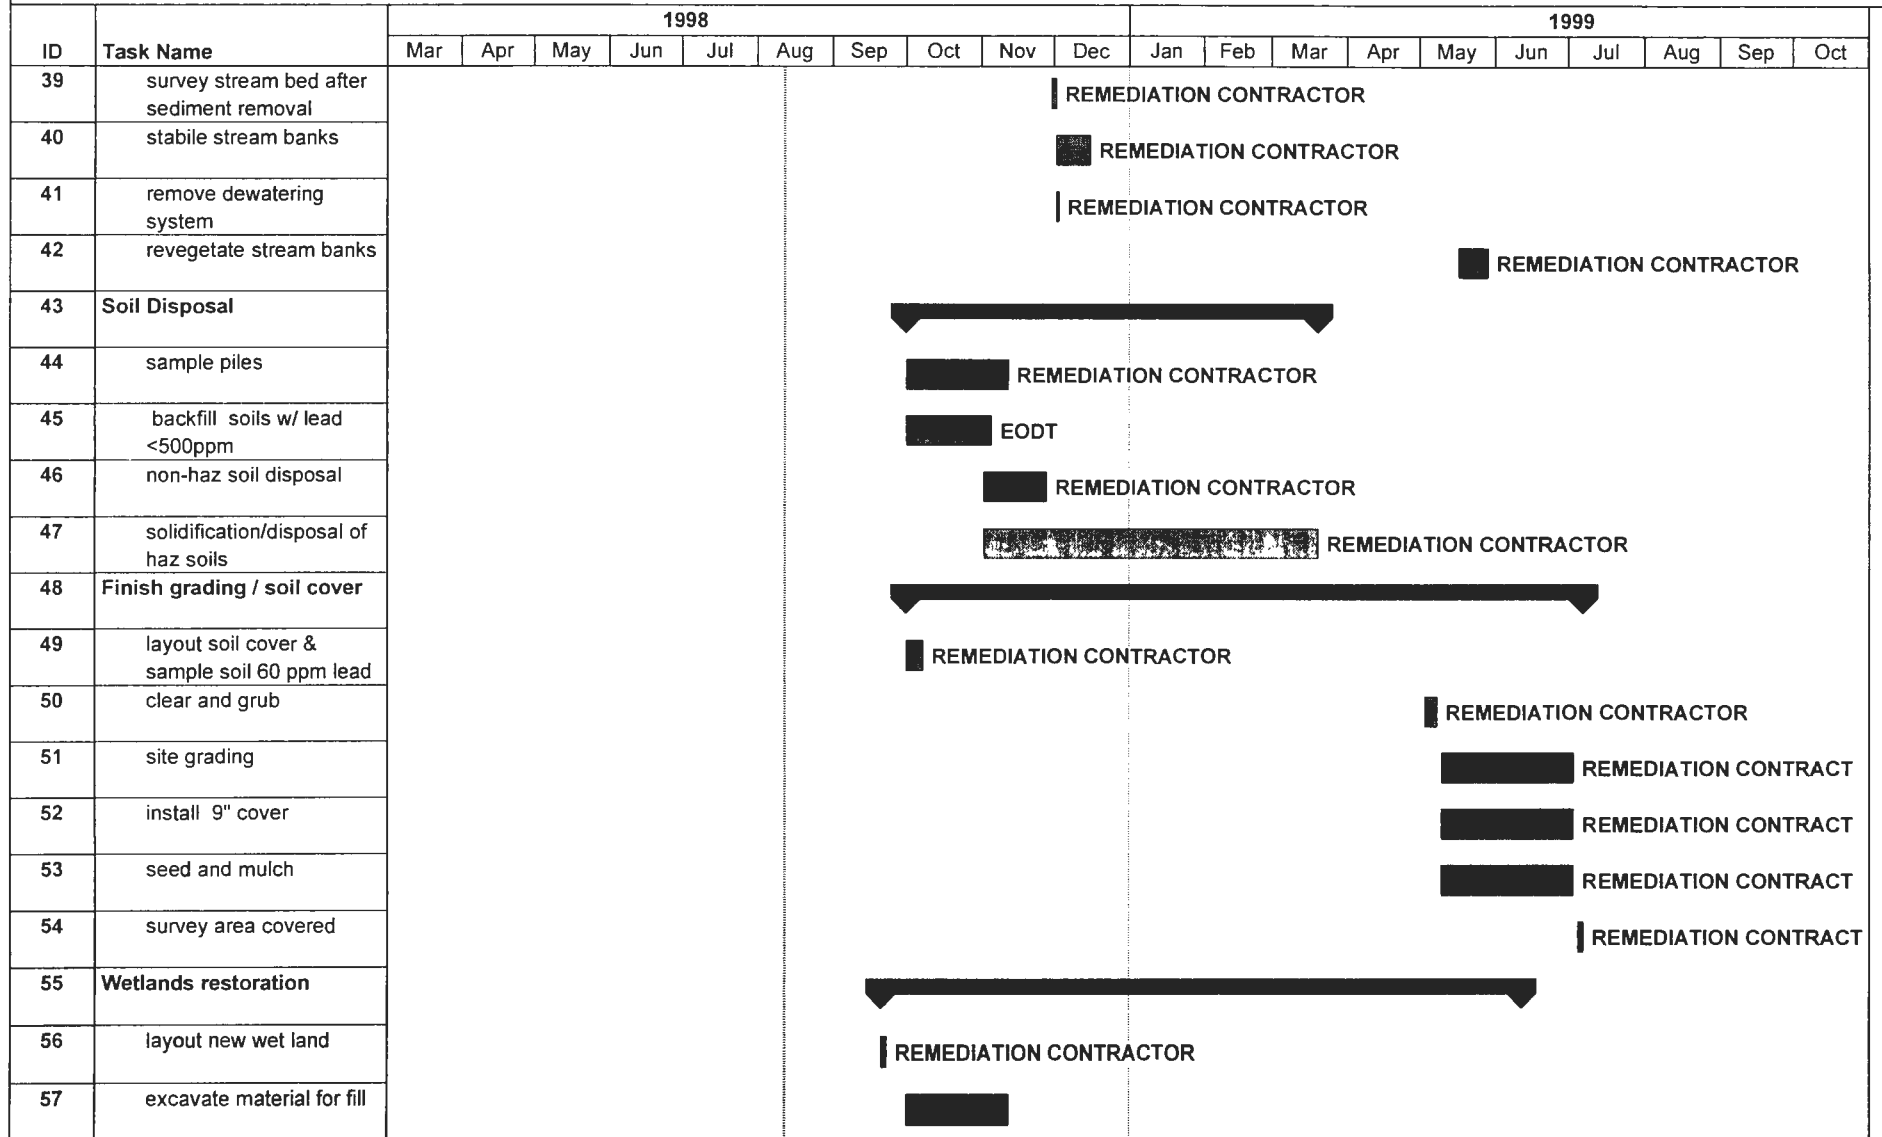 1998 1999
ID Task Name Mar Apr May Jun Jul Aug Sep Oct Nov Dec Jan Feb Mar Apr May Jun Jul Aug Sep Oct
39 survey stream bed after
sediment removal
REMEDIATION CONTRACTOR
40 stabile stream banks
REMEDIATION CONTRACTOR
41 remove dewatering
system
REMEDIATION CONTRACTOR
42 revegetate stream banks
REMEDIATION CONTRACTOR
43 Soil Disposal
44 sample piles
REMEDIATION CONTRACTOR
45 backfill soils w/ lead
<500ppm
EODT
46 non-haz soil disposal
REMEDIATION CONTRACTOR
47 solidification/disposal of
haz soils
REMEDIATION CONTRACTOR
48 Finish grading / soil cover
49 layout soil cover &
sample soil 60 ppm lead
REMEDIATION CONTRACTOR
50 clear and grub
REMEDIATION CONTRACTOR
51 site grading
REMEDIATION CONTRACT
52 install 9" cover
REMEDIATION CONTRACT
53 seed and mulch
REMEDIATION CONTRACT
54 survey area covered
REMEDIATION CONTRACT
55 Wetlands restoration
56 layout new wet land
REMEDIATION CONTRACTOR
57 excavate material for fill